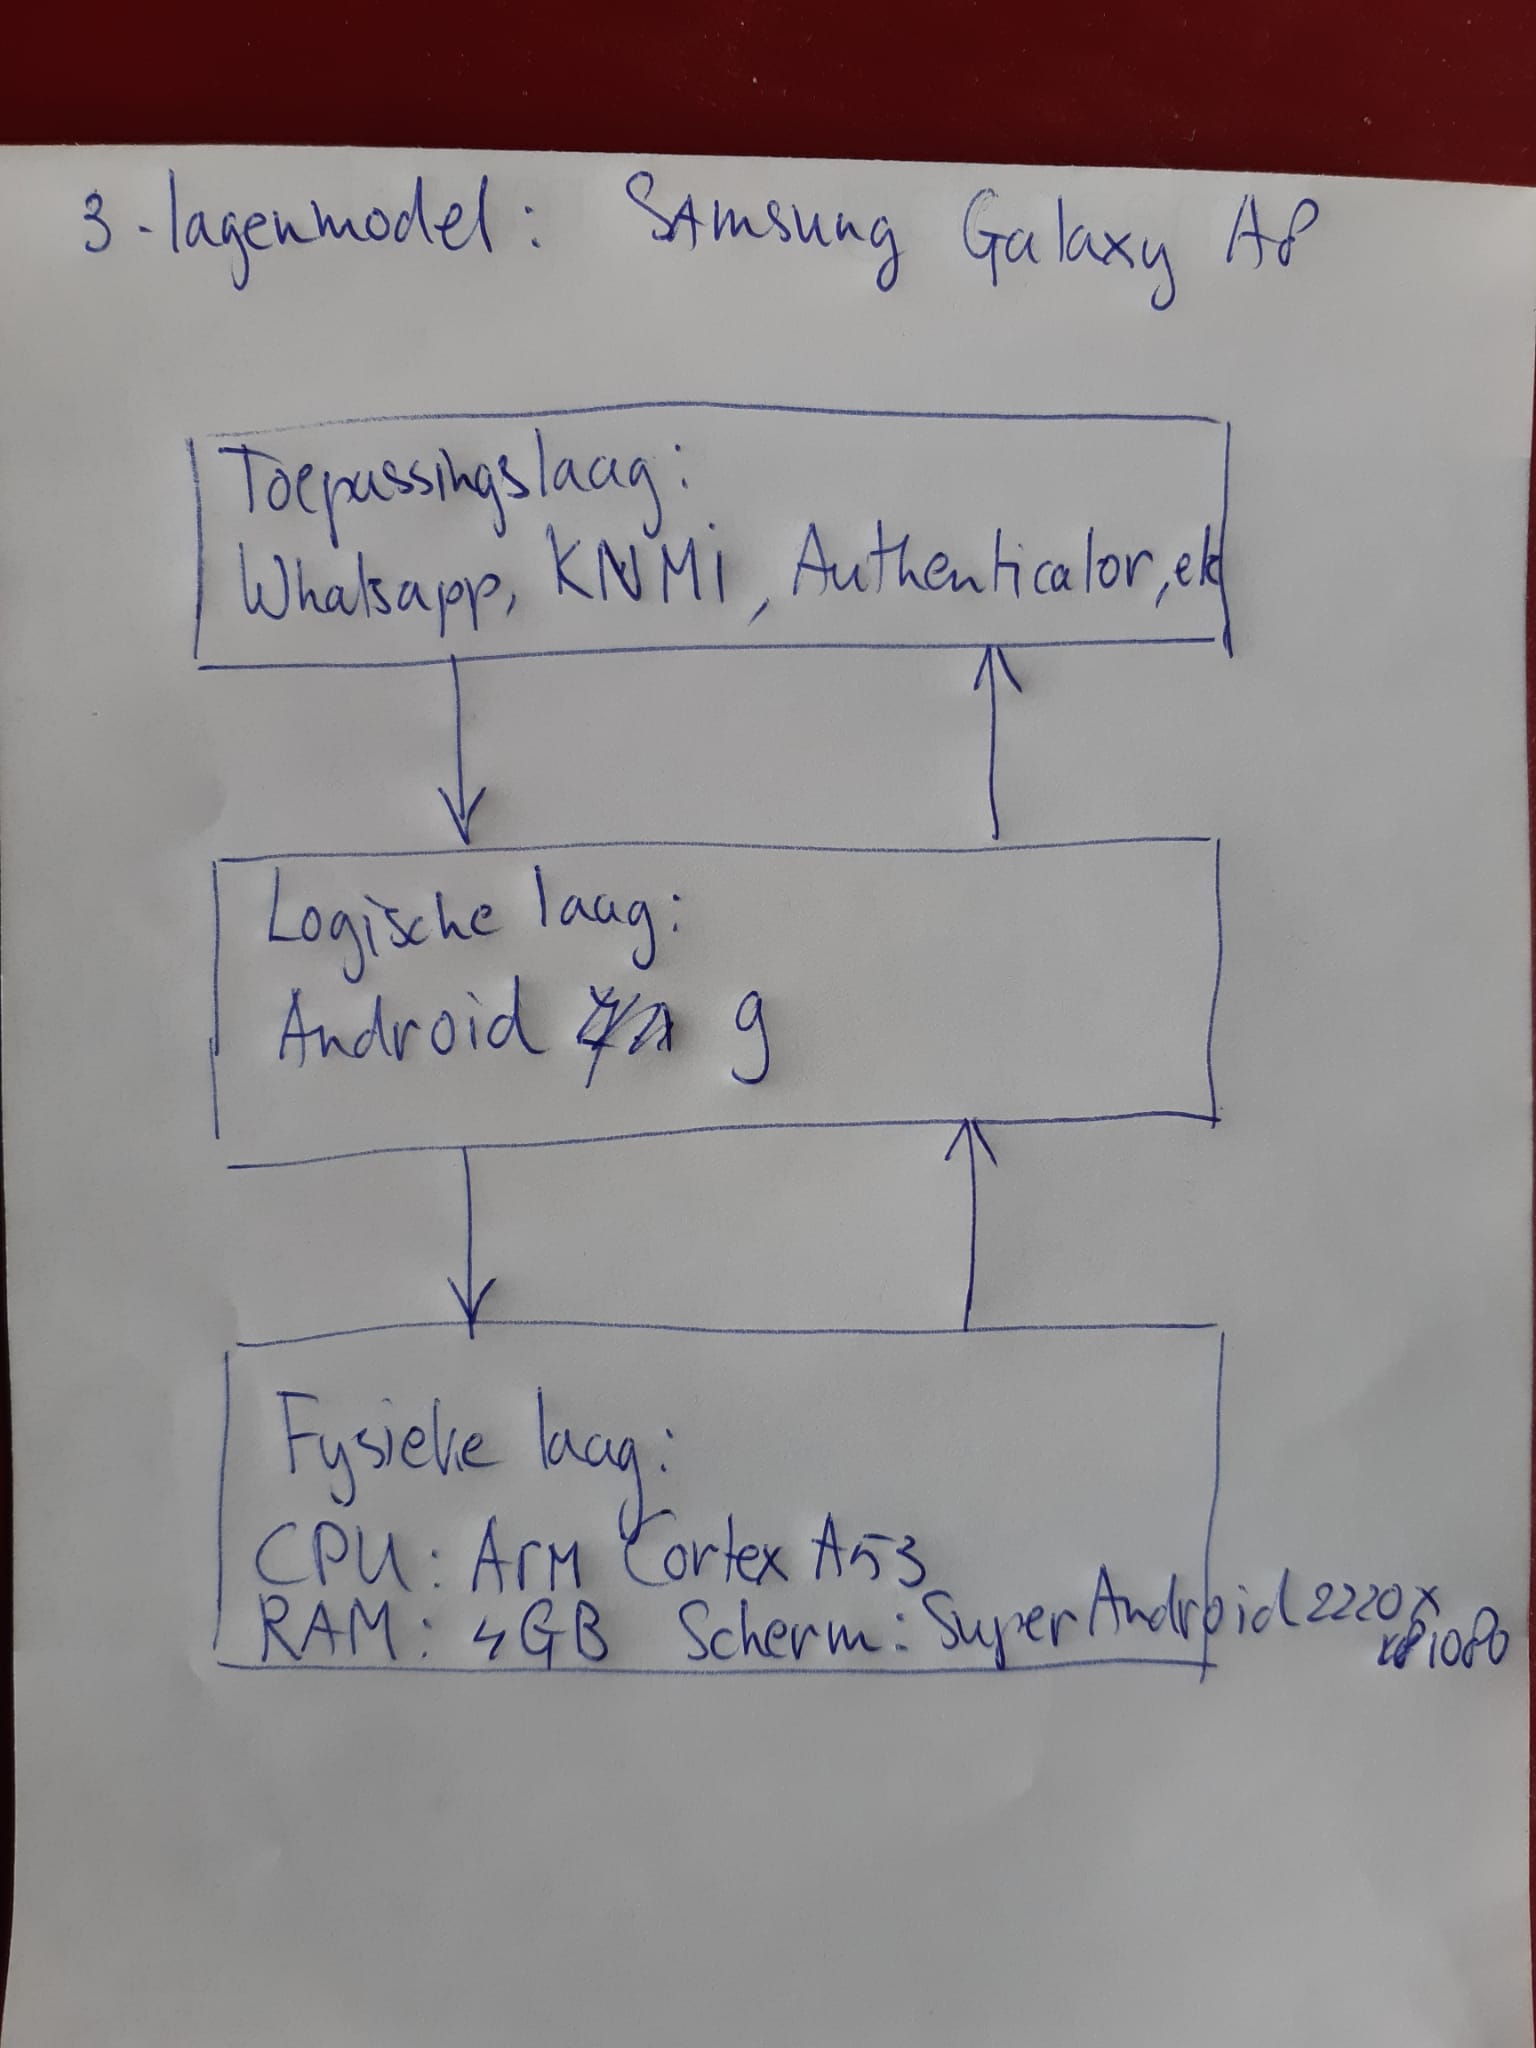 3-lagenmodel: Samsung Galaxy A8
Toepassingslaag:
Whatsapp, KNMI, Authenticator, etc
Logische laag:
Android 9
Fysieke laag:
CPU: Arm Cortex A53
RAM: 4GB Scherm: Super Android 2220x
1080